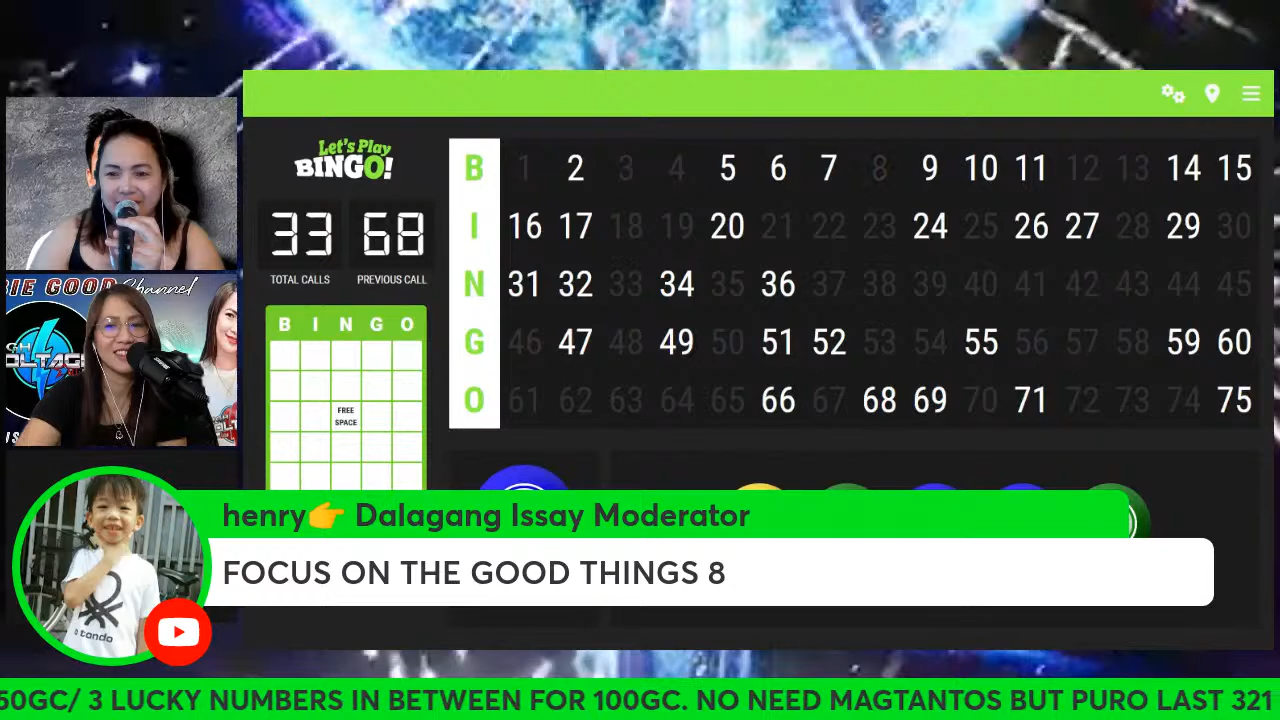 Let's Play
BINGO!
33 68
TOTAL CALLS PREVIOUS CALL
B I N G O
FREE
SPACE
B 1 2 3 4 5 6 7 8 9 10 11 12 13 14 15
I 16 17 18 19 20 21 22 23 24 25 26 27 28 29 30
N 31 32 33 34 35 36 37 38 39 40 41 42 43 44 45
G 46 47 48 49 50 51 52 53 54 55 56 57 58 59 60
O 61 62 63 64 65 66 67 68 69 70 71 72 73 74 75
IE GOOD Channel
GH
OLTAG
henry👉 Dalagang Issay Moderator
FOCUS ON THE GOOD THINGS 8
50GC/ 3 LUCKY NUMBERS IN BETWEEN FOR 100GC. NO NEED MAGTANTOS BUT PURO LAST 321